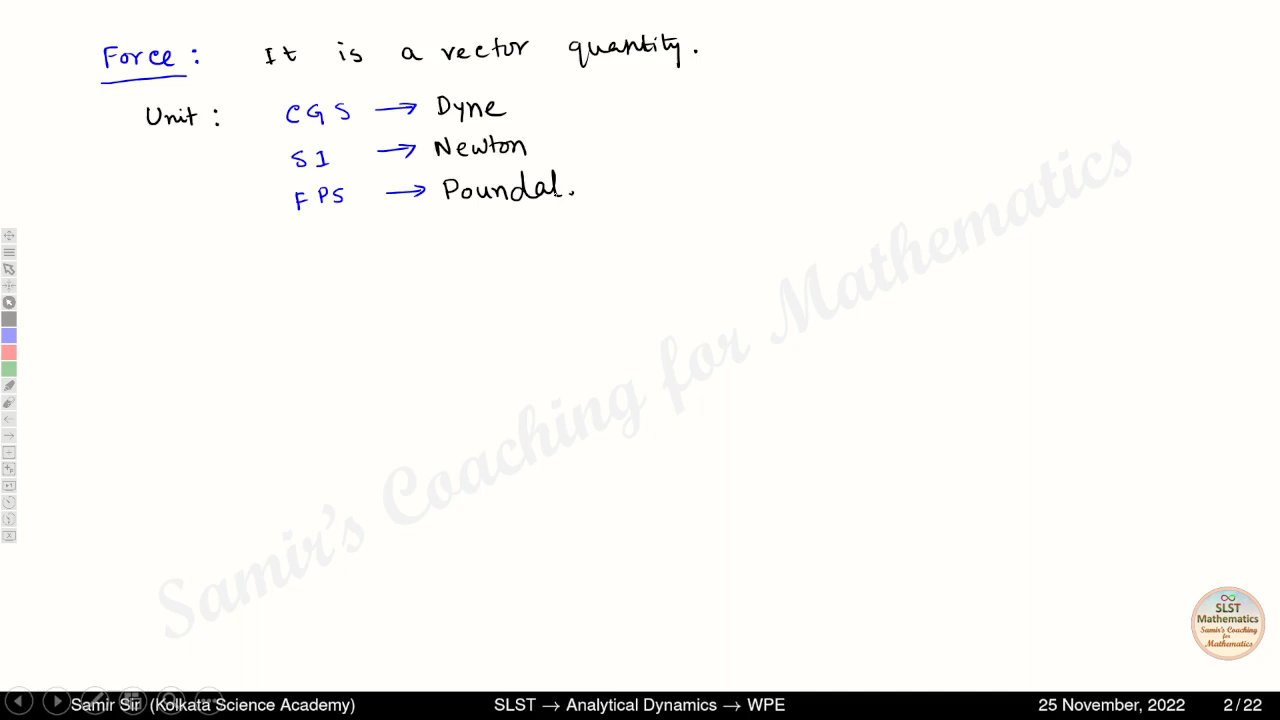 Force : It is a vector quantity.
Unit : CGS → Dyne
SI → Newton
FPS → Poundal.
Samir's Coaching for Mathematics
SLST
Mathematics
Samir's Coaching
for
Mathematics
Samir Sir (Kolkata Science Academy) SLST → Analytical Dynamics → WPE 25 November, 2022 2 / 22